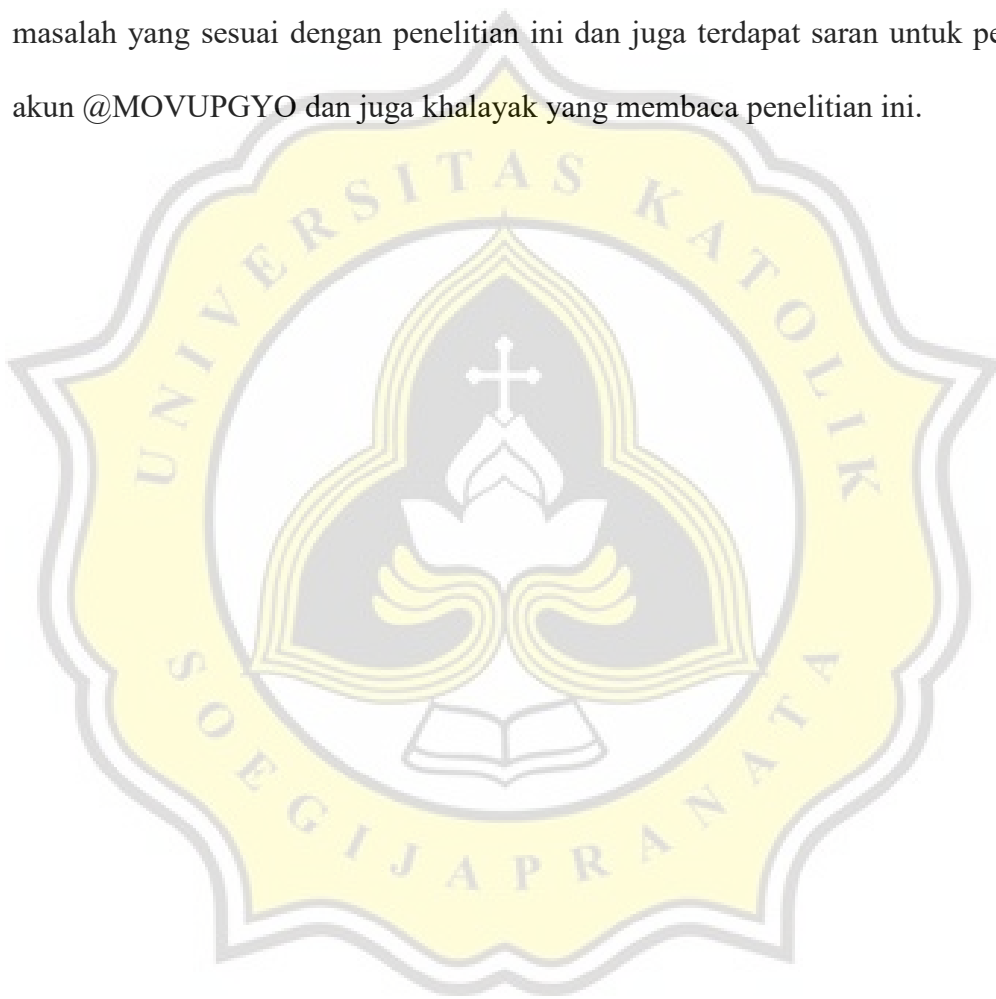 masalah yang sesuai dengan penelitian ini dan juga terdapat saran untuk
akun @MOVUPGYO dan juga khalayak yang membaca penelitian ini.
UNIVERSITAS KATOLIK
SOEGIJAPRANATA